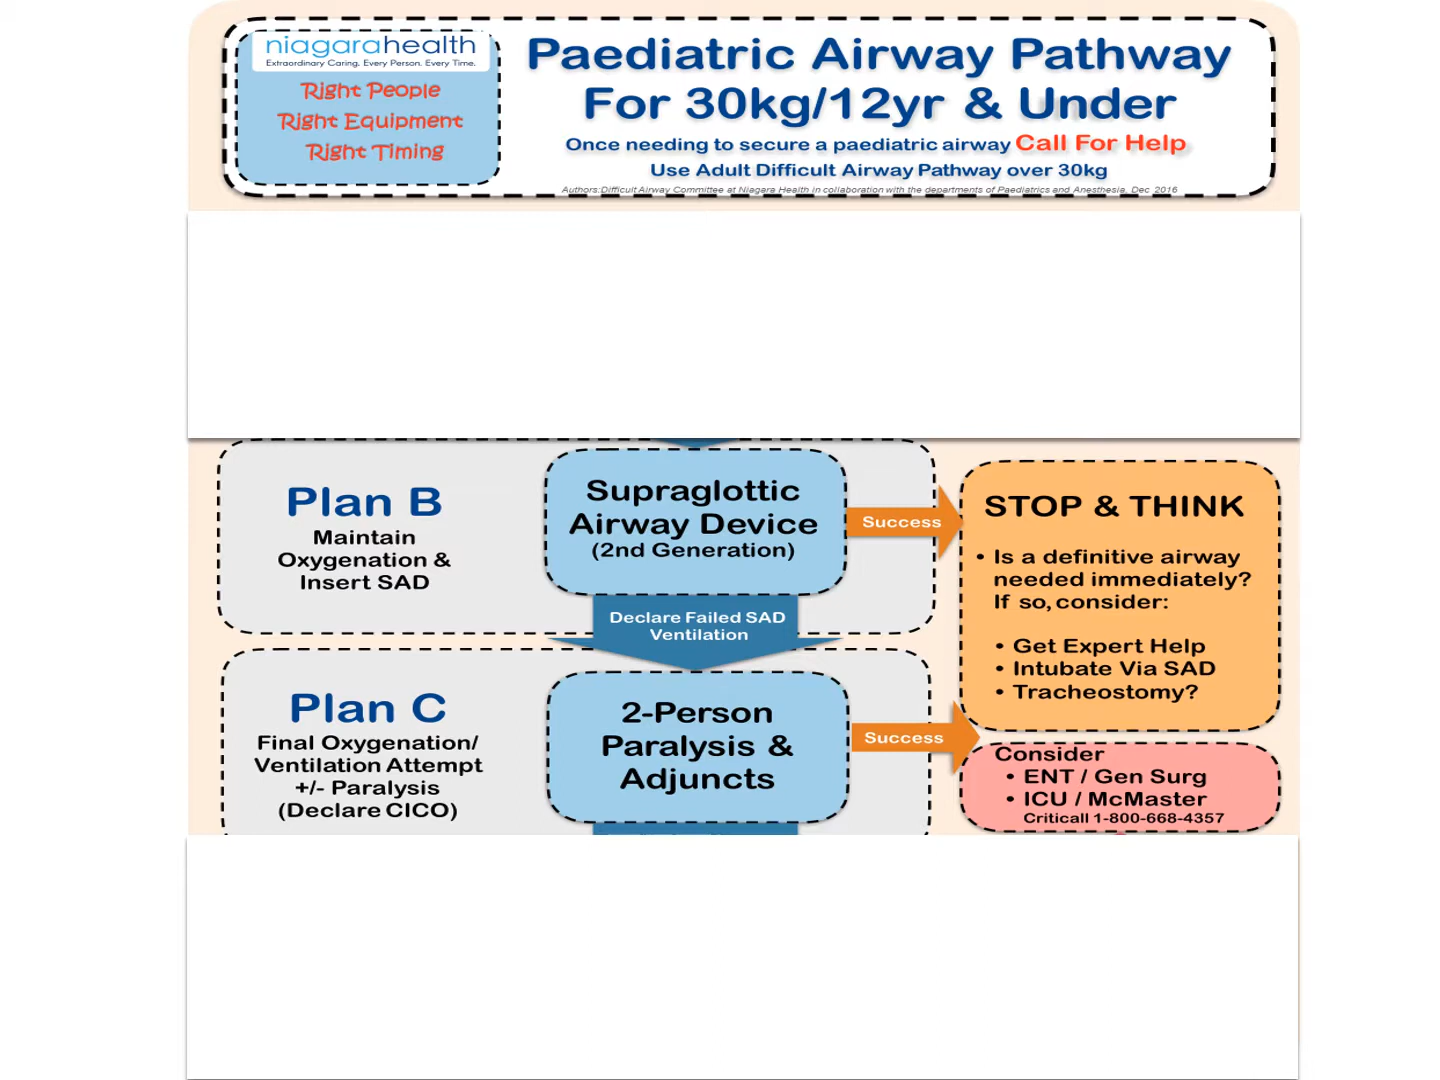 niagarahealth
Extraordinary Caring. Every Person. Every Time.
Right People
Right Equipment
Right Timing
Paediatric Airway Pathway
For 30kg/12yr & Under
Once needing to secure a paediatric airway Call For Help
Use Adult Difficult Airway Pathway over 30kg
Authors:Difficult Airway Committee at Niagara Health in collaboration with the departments of Paediatrics and Anesthesia, Dec 2016
Plan B
Maintain
Oxygenation &
Insert SAD
Supraglottic
Airway Device
(2nd Generation)
Success
Declare Failed SAD
Ventilation
STOP & THINK
• Is a definitive airway
needed immediately?
If so, consider:
• Get Expert Help
• Intubate Via SAD
• Tracheostomy?
Plan C
Final Oxygenation/
Ventilation Attempt
+/- Paralysis
(Declare CICO)
2-Person
Paralysis &
Adjuncts
Success
Consider
• ENT / Gen Surg
• ICU / McMaster
Criticall 1-800-668-4357